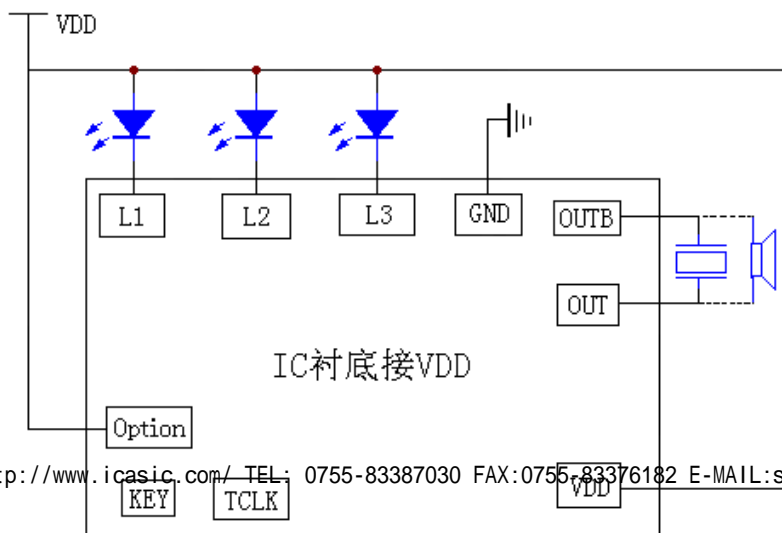 VDD
L1
L2
L3
GND
OUTB
OUT
IC衬底接VDD
Option
tp://www.icasic.com/ TEL: 0755-83387030 FAX:0755-83376182 E-MAIL:s
KEY
TCLK
VDD